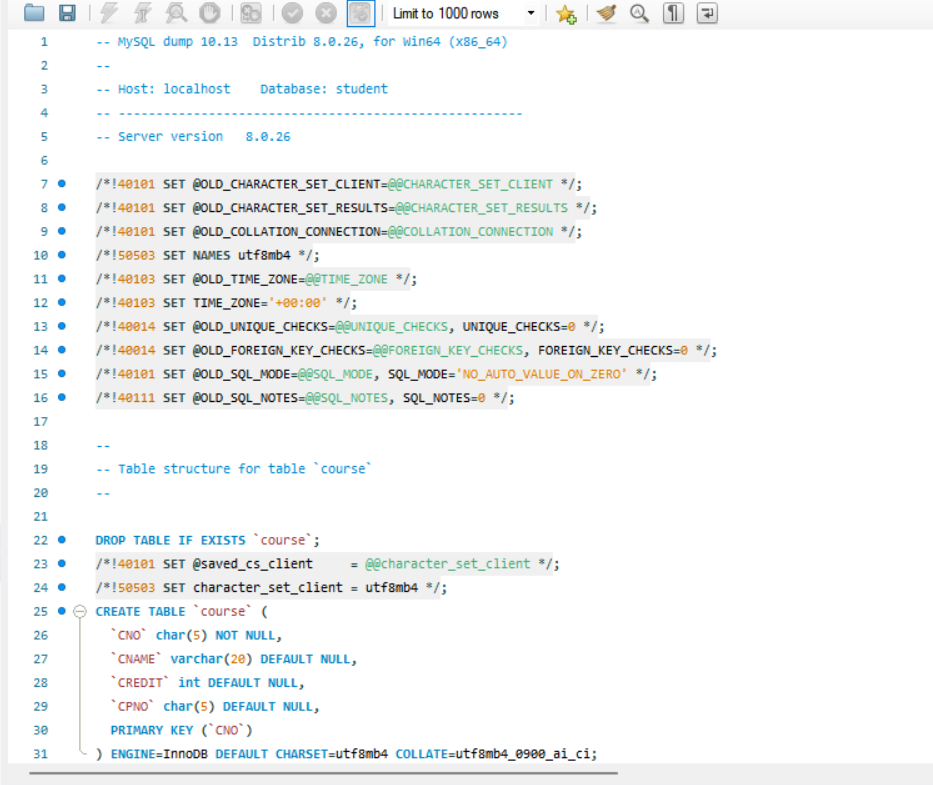 Limit to 1000 rows
1 -- MySQL dump 10.13  Distrib 8.0.26, for Win64 (x86_64)
2 --
3 -- Host: localhost    Database: student
4 -- ------------------------------------------------------
5 -- Server version   8.0.26
6
7 /*!40101 SET @OLD_CHARACTER_SET_CLIENT=@@CHARACTER_SET_CLIENT */;
8 /*!40101 SET @OLD_CHARACTER_SET_RESULTS=@@CHARACTER_SET_RESULTS */;
9 /*!40101 SET @OLD_COLLATION_CONNECTION=@@COLLATION_CONNECTION */;
10 /*!50503 SET NAMES utf8mb4 */;
11 /*!40103 SET @OLD_TIME_ZONE=@@TIME_ZONE */;
12 /*!40103 SET TIME_ZONE='+00:00' */;
13 /*!40014 SET @OLD_UNIQUE_CHECKS=@@UNIQUE_CHECKS, UNIQUE_CHECKS=0 */;
14 /*!40014 SET @OLD_FOREIGN_KEY_CHECKS=@@FOREIGN_KEY_CHECKS, FOREIGN_KEY_CHECKS=0 */;
15 /*!40101 SET @OLD_SQL_MODE=@@SQL_MODE, SQL_MODE='NO_AUTO_VALUE_ON_ZERO' */;
16 /*!40111 SET @OLD_SQL_NOTES=@@SQL_NOTES, SQL_NOTES=0 */;
17
18 --
19 -- Table structure for table `course`
20 --
21
22 DROP TABLE IF EXISTS `course`;
23 /*!40101 SET @saved_cs_client     = @@character_set_client */;
24 /*!50503 SET character_set_client = utf8mb4 */;
25 CREATE TABLE `course` (
26   `CNO` char(5) NOT NULL,
27   `CNAME` varchar(20) DEFAULT NULL,
28   `CREDIT` int DEFAULT NULL,
29   `CPNO` char(5) DEFAULT NULL,
30   PRIMARY KEY (`CNO`)
31 ) ENGINE=InnoDB DEFAULT CHARSET=utf8mb4 COLLATE=utf8mb4_0900_ai_ci;